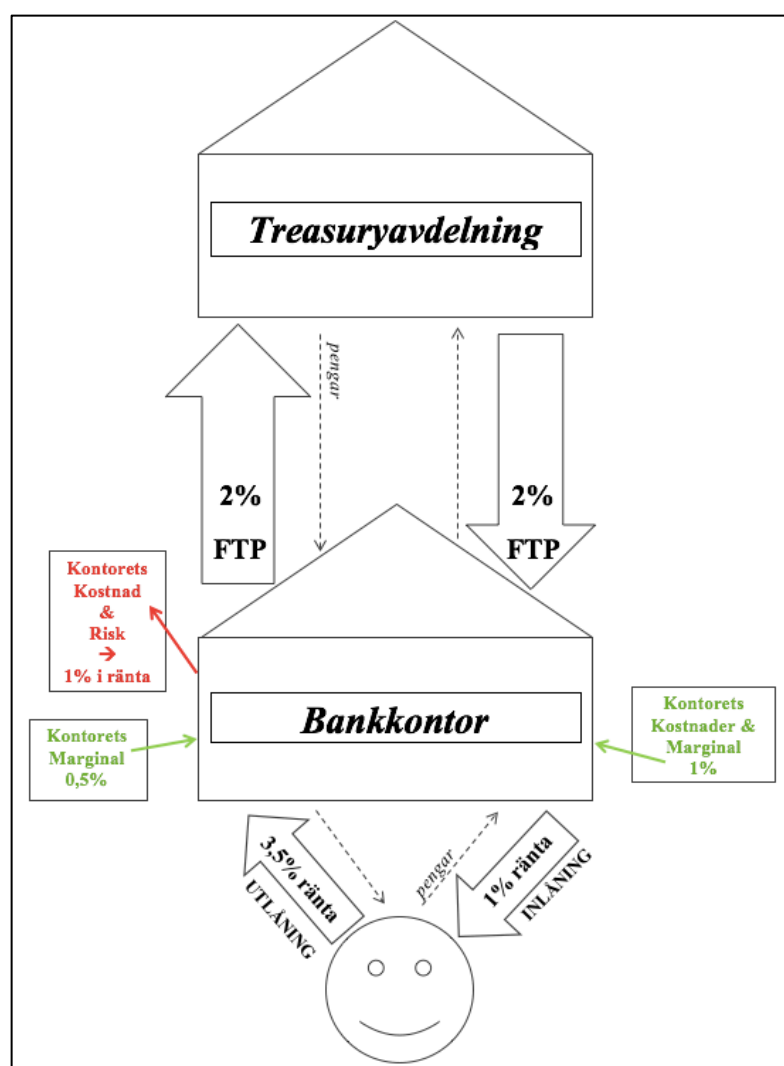 Treasuryavdelning
pengar
2%
FTP
2%
FTP
Kontorets
Kostnad
&
Risk
→
1% i ränta
Kontorets
Marginal
0,5%
Bankkontor
Kontorets
Kostnader &
Marginal
1%
3,5% ränta
UTLÅNING
pengar
1% ränta
INLÅNING